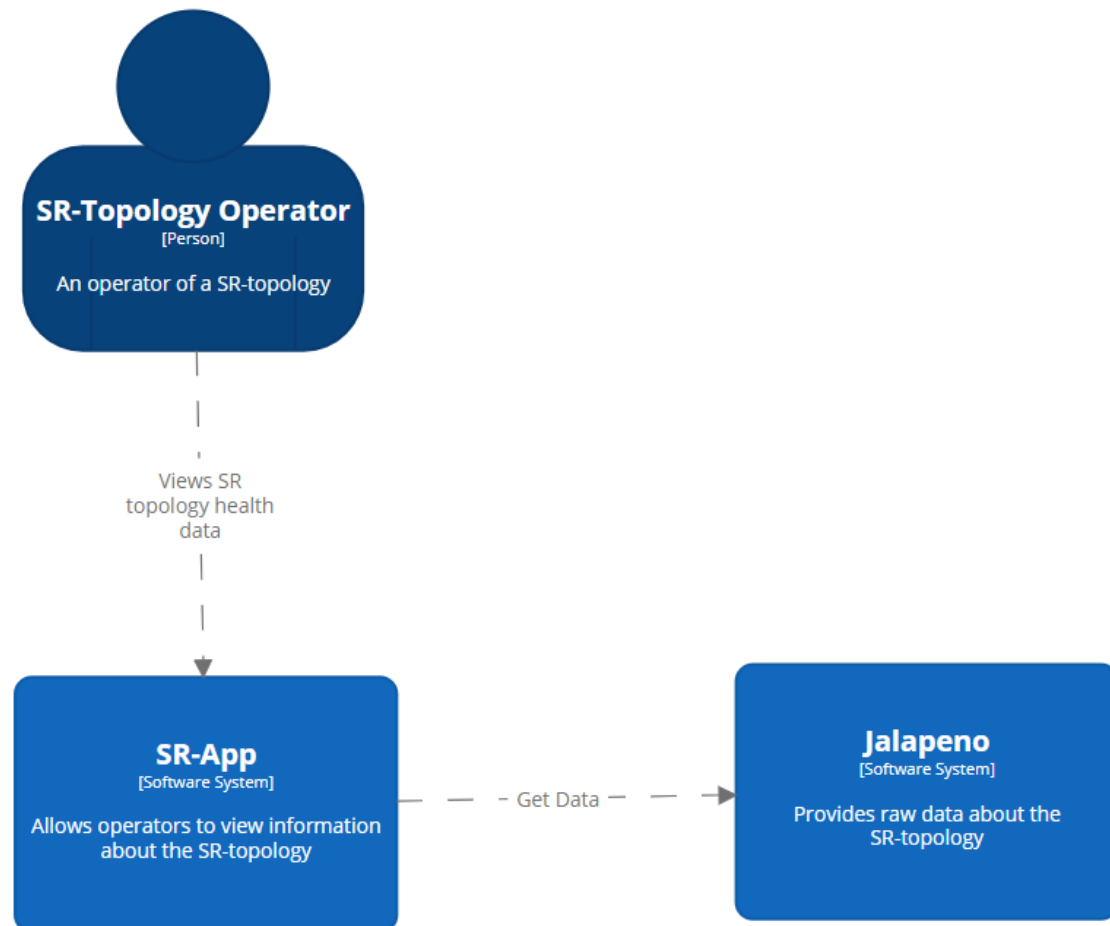 SR-Topology Operator
[Person]
An operator of a SR-topology
Views SR
topology health
data
SR-App
[Software System]
Allows operators to view information
about the SR-topology
Get Data
Jalapeno
[Software System]
Provides raw data about the
SR-topology